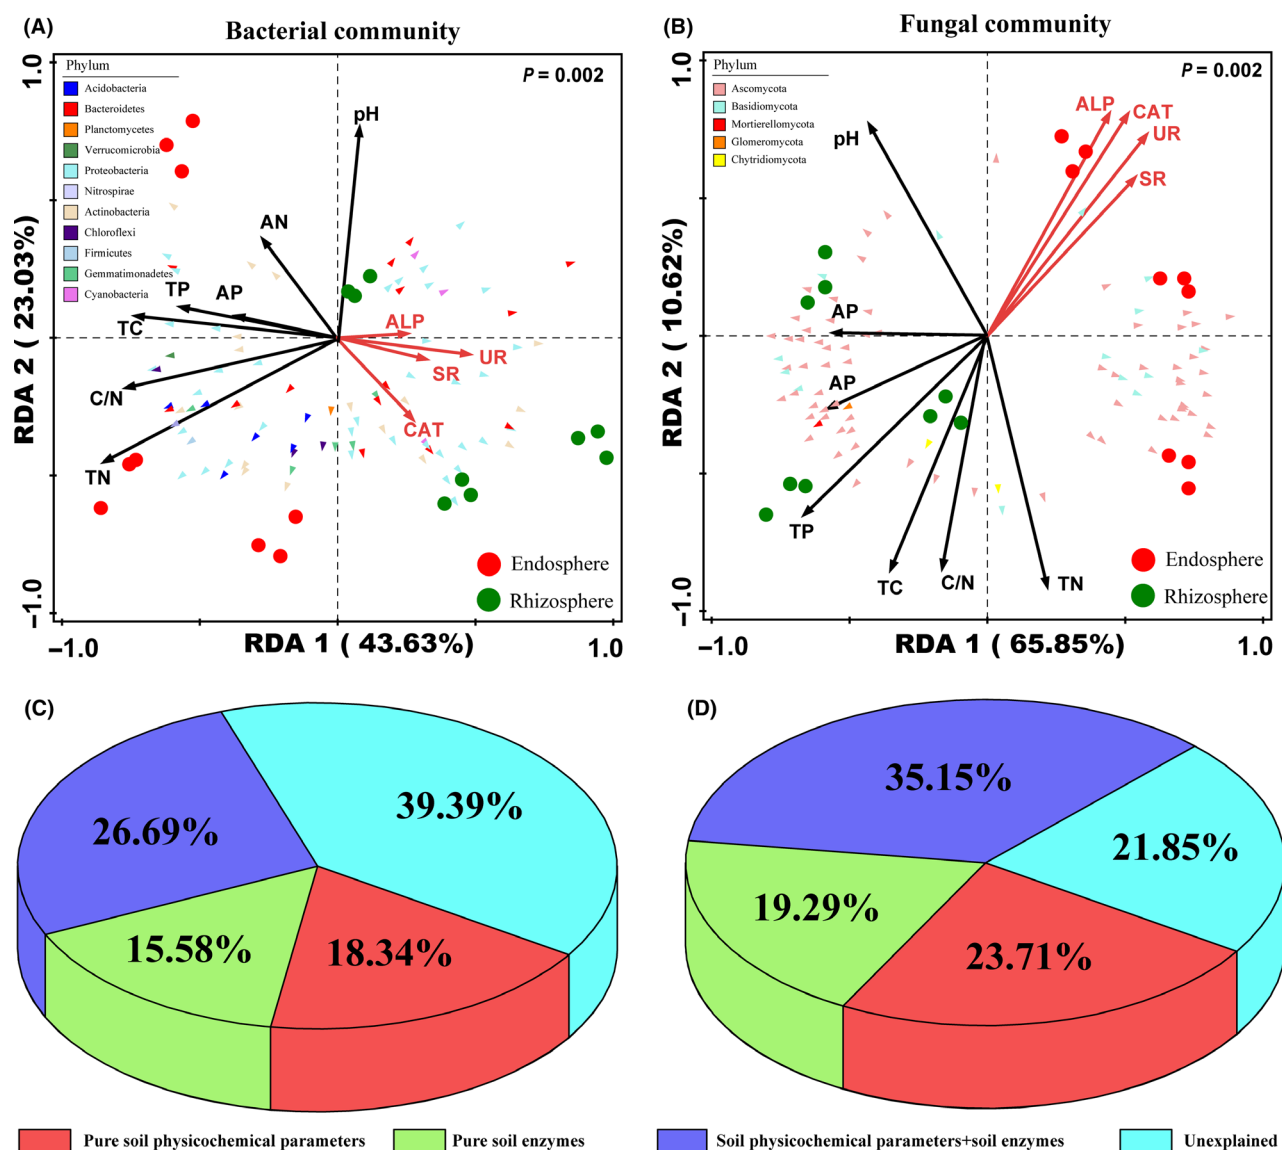 (A)
Bacterial community
P = 0.002
1.0
Phylum
Acidobacteria
Bacteroidetes
Planctomycetes
Verrucomicrobia
Proteobacteria
Nitrospirae
Actinobacteria
Chloroflexi
Firmicutes
Gemmatimonadetes
Cyanobacteria
pH
AN
TP
AP
TC
C/N
TN
ALP
UR
SR
CAT
Endosphere
Rhizosphere
RDA 2 ( 23.03%)
−1.0
−1.0
RDA 1 ( 43.63%)
1.0
(B)
Fungal community
P = 0.002
1.0
Phylum
Ascomycota
Basidiomycota
Mortierellomycota
Glomeromycota
Chytridiomycota
pH
ALP
CAT
UR
SR
AP
AP
TP
TC
C/N
TN
Endosphere
Rhizosphere
RDA 2 ( 10.62%)
−1.0
−1.0
RDA 1 ( 65.85%)
1.0
(C)
39.39%
26.69%
15.58%
18.34%
(D)
35.15%
21.85%
19.29%
23.71%
Pure soil physicochemical parameters
Pure soil enzymes
Soil physicochemical parameters+soil enzymes
Unexplained